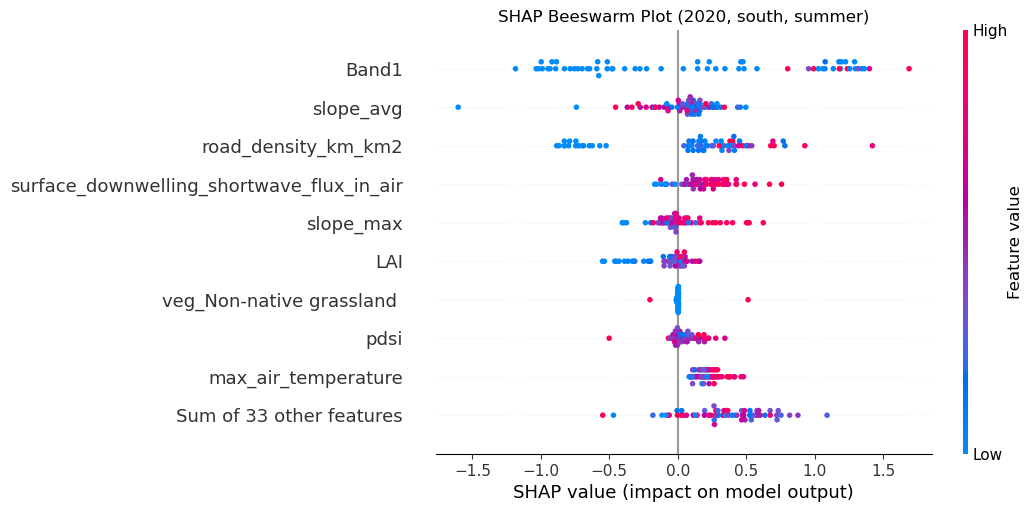 SHAP Beeswarm Plot (2020, south, summer)
High
Band1
slope_avg
road_density_km_km2
surface_downwelling_shortwave_flux_in_air
slope_max
LAI
veg_Non-native grassland
pdsi
max_air_temperature
Sum of 33 other features
Feature value
Low
−1.5 −1.0 −0.5 0.0 0.5 1.0 1.5
SHAP value (impact on model output)